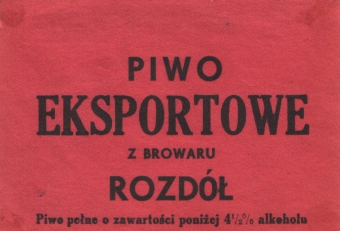 PIWO
EKSPORTOWE
Z BROWARU
ROZDÓŁ
Piwo pełne o zawartości poniżej 4½% alkoholu